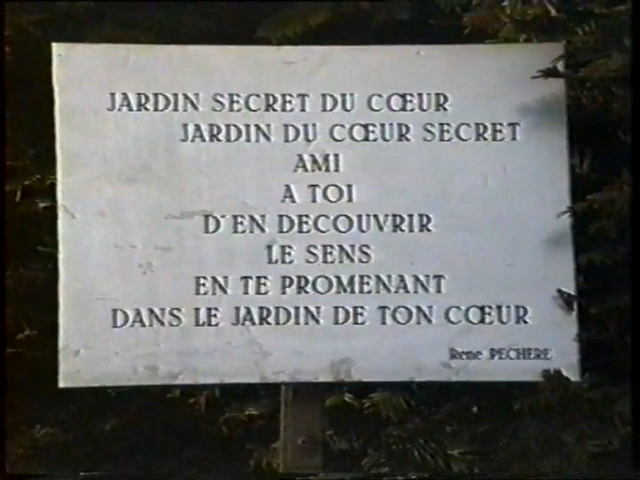 JARDIN SECRET DU CŒUR
JARDIN DU CŒUR SECRET
AMI
A TOI
D'EN DECOUVRIR
LE SENS
EN TE PROMENANT
DANS LE JARDIN DE TON CŒUR
Rene PECHERE